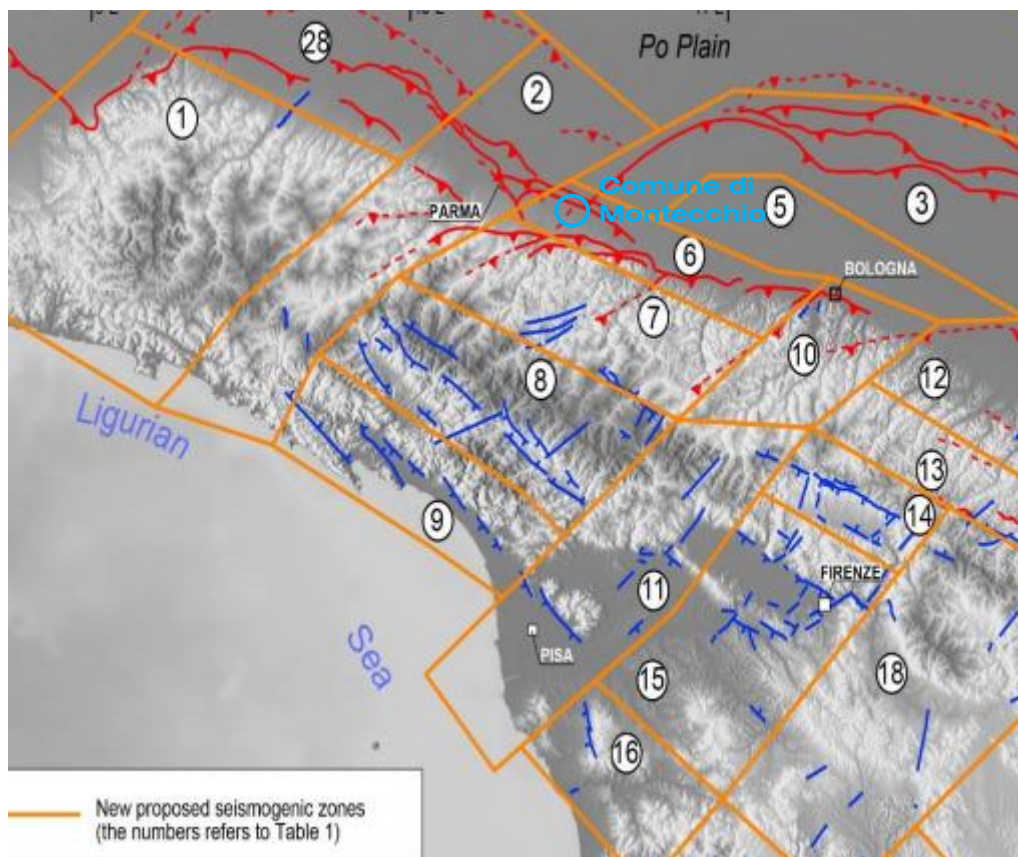 28
Po Plain
2
1
Comune di
Montecchio
5
3
PARMA
6
BOLOGNA
7
10
8
12
Ligurian
13
14
9
FIRENZE
11
PISA
Sea
15
18
16
New proposed seismogenic zones
(the numbers refers to Table 1)